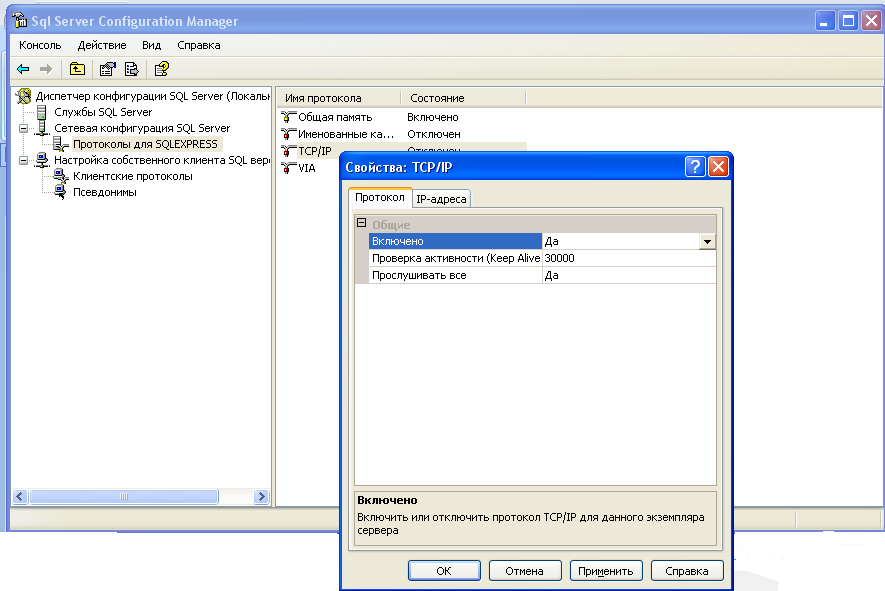 Sql Server Configuration Manager
Консоль Действие Вид Справка
Диспетчер конфигурации SQL Server (Локальн
Службы SQL Server
Сетевая конфигурация SQL Server
Протоколы для SQLEXPRESS
Настройка собственного клиента SQL вер
Клиентские протоколы
Псевдонимы
Имя протокола Состояние
Общая память Включено
Именованные ка... Отключен
TCP/IP Отключен
VIA
Свойства: TCP/IP
Протокол IP-адреса
Общие
Включено Да
Проверка активности (Keep Alive 30000
Прослушивать все Да
Включено
Включить или отключить протокол TCP/IP для данного экземпляра
сервера
ОК Отмена Применить Справка